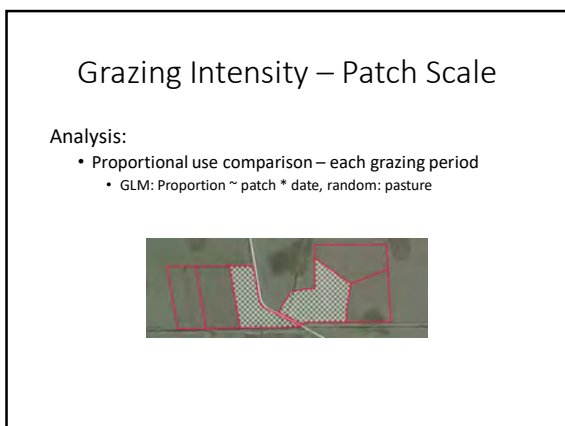 Grazing Intensity – Patch Scale
Analysis:
• Proportional use comparison – each grazing period
• GLM: Proportion ~ patch * date, random: pasture